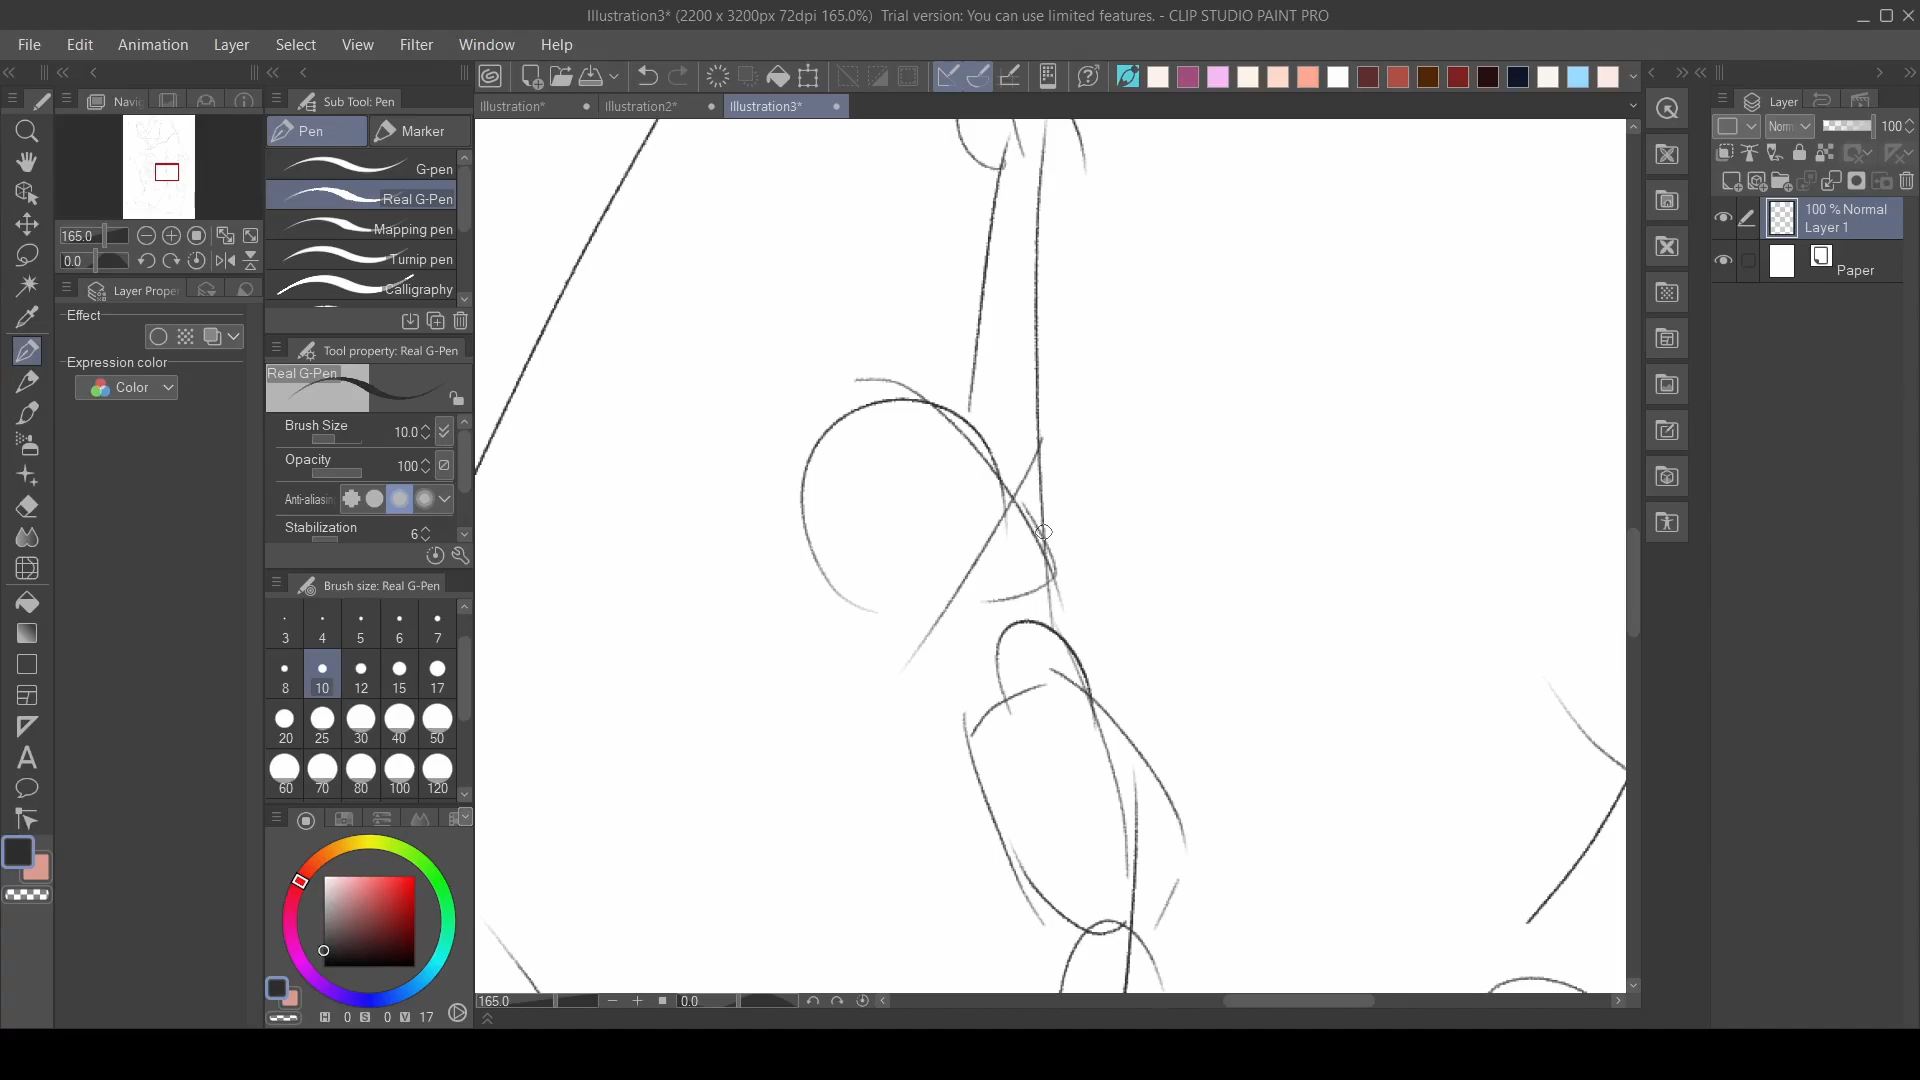 Illustration3* (2200 x 3200px 72dpi 165.0%)  Trial version: You can use limited features. - CLIP STUDIO PAINT PRO
File Edit Animation Layer Select View Filter Window Help
Navig
Sub Tool: Pen
Illustration*
Illustration2*
Illustration3*
Layer
Pen
Marker
Norm
100
G-pen
Real G-Pen
Mapping pen
Turnip pen
Calligraphy
100 % Normal
Layer 1
Paper
165.0
0.0
Layer Proper
Effect
Expression color
Color
Tool property: Real G-Pen
Real G-Pen
Brush Size
10.0
Opacity
100
Anti-aliasin
Stabilization
6
Brush size: Real G-Pen
3 4 5 6 7
8 10 12 15 17
20 25 30 40 50
60 70 80 100 120
H 0 S 0 V 17
165.0
0.0